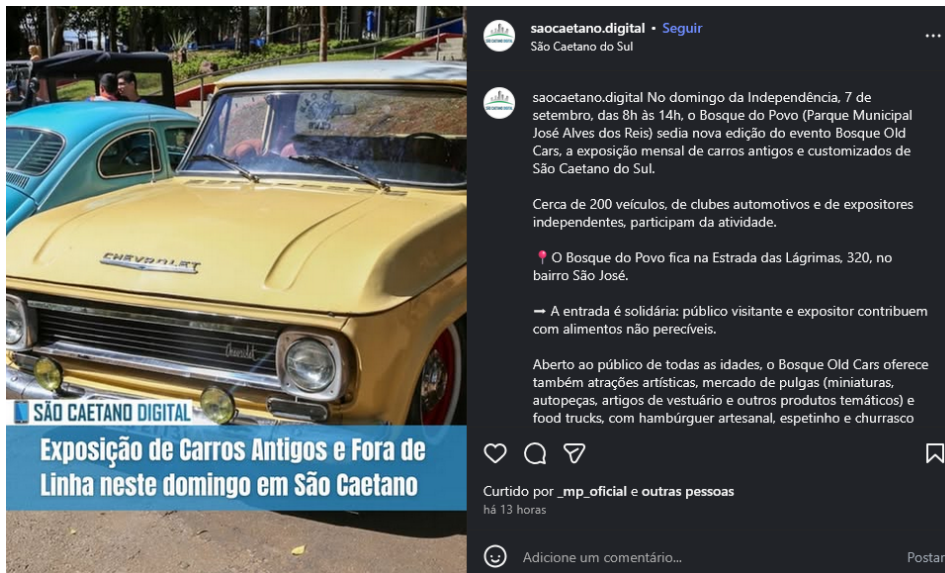 CHEVROLET
Chevrolet
SÃO CAETANO DIGITAL
Exposição de Carros Antigos e Fora de
Linha neste domingo em São Caetano
saocaetano.digital • Seguir
São Caetano do Sul
saocaetano.digital No domingo da Independência, 7 de
setembro, das 8h às 14h, o Bosque do Povo (Parque Municipal
José Alves dos Reis) sedia nova edição do evento Bosque Old
Cars, a exposição mensal de carros antigos e customizados de
São Caetano do Sul.
Cerca de 200 veículos, de clubes automotivos e de expositores
independentes, participam da atividade.
📍 O Bosque do Povo fica na Estrada das Lágrimas, 320, no
bairro São José.
➡ A entrada é solidária: público visitante e expositor contribuem
com alimentos não perecíveis.
Aberto ao público de todas as idades, o Bosque Old Cars oferece
também atrações artísticas, mercado de pulgas (miniaturas,
autopeças, artigos de vestuário e outros produtos temáticos) e
food trucks, com hambúrguer artesanal, espetinho e churrasco
Curtido por _mp_oficial e outras pessoas
há 13 horas
Adicione um comentário...
Postar